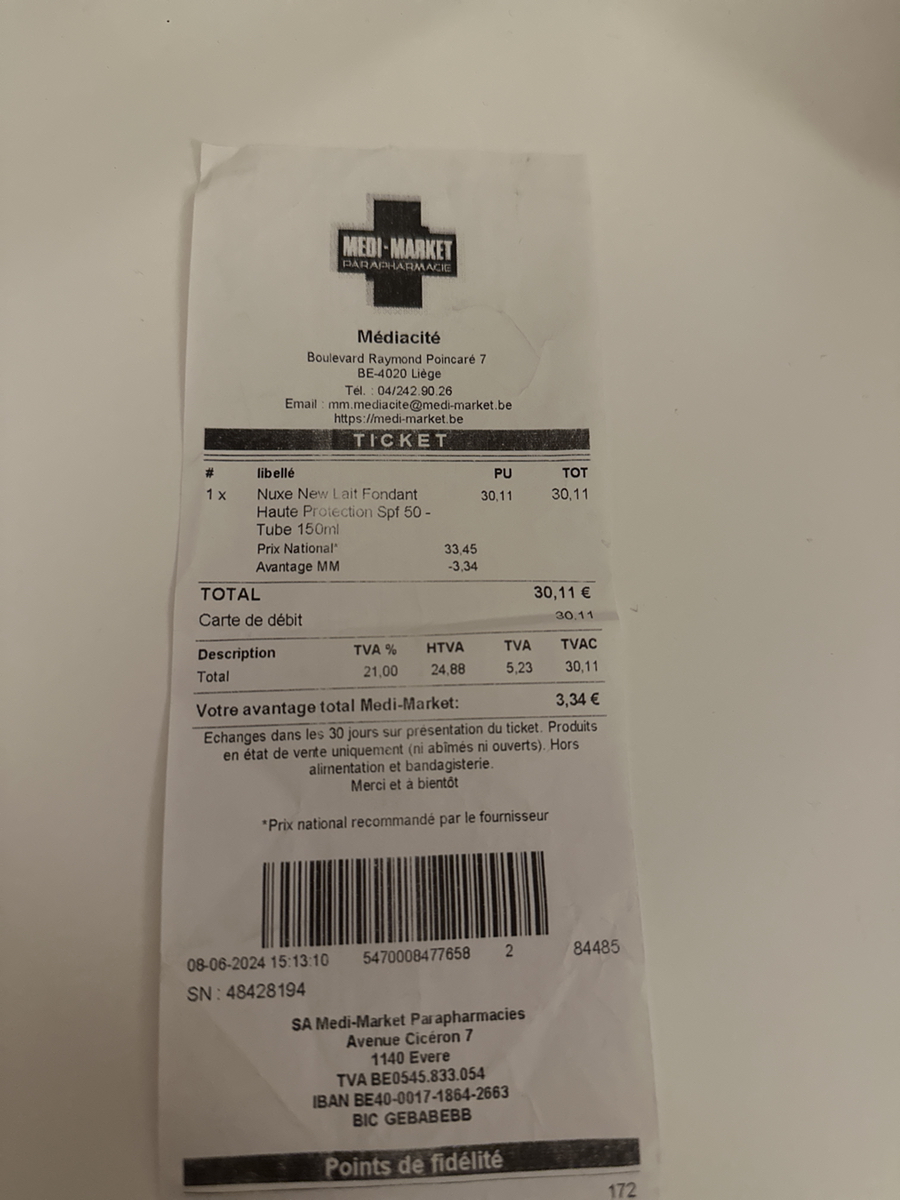 MEDI-MARKET
PARAPHARMACIE
Médiacité
Boulevard Raymond Poincaré 7
BE-4020 Liège
Tél. : 04/242.90.26
Email : mm.mediacite@medi-market.be
https://medi-market.be
TICKET
# libellé PU TOT
1 x Nuxe New Lait Fondant 30,11 30,11
Haute Protection Spf 50 -
Tube 150ml
Prix National* 33,45
Avantage MM -3,34
TOTAL 30,11 €
Carte de débit 30,11
Description TVA % HTVA TVA TVAC
Total 21,00 24,88 5,23 30,11
Votre avantage total Medi-Market: 3,34 €
Echanges dans les 30 jours sur présentation du ticket. Produits
en état de vente uniquement (ni abîmés ni ouverts). Hors
alimentation et bandagisterie.
Merci et à bientôt
*Prix national recommandé par le fournisseur
08-06-2024 15:13:10 5470008477658 2 84485
SN : 48428194
SA Medi-Market Parapharmacies
Avenue Cicéron 7
1140 Evere
TVA BE0545.833.054
IBAN BE40-0017-1864-2663
BIC GEBABEBB
Points de fidélité
172